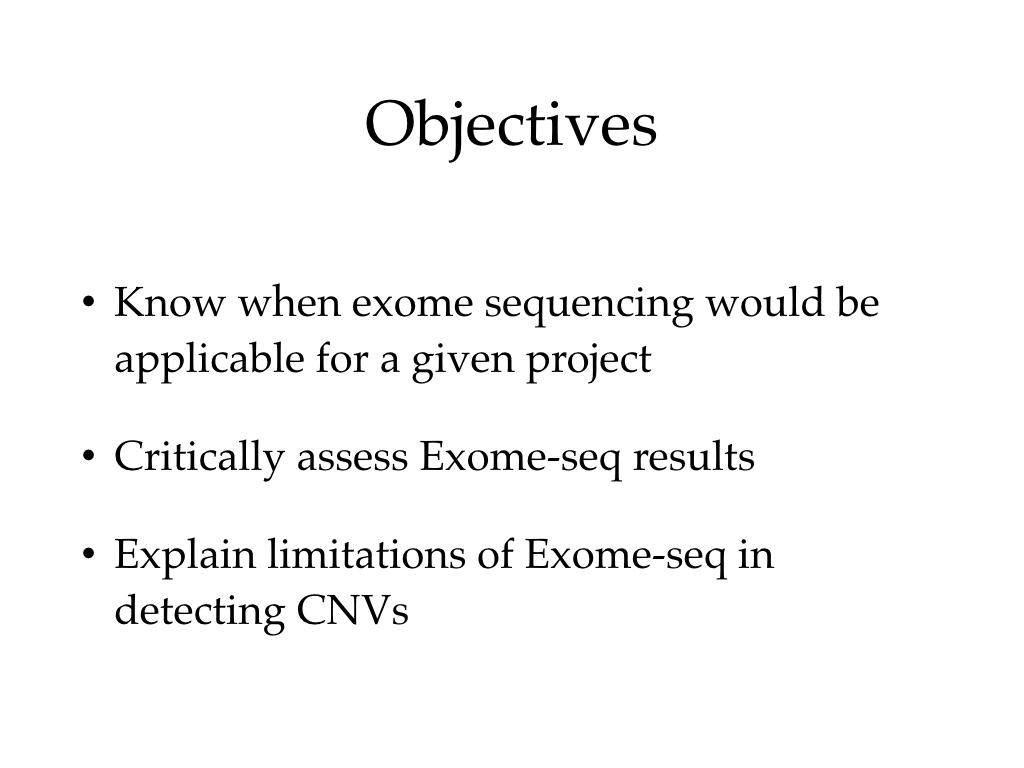 Objectives
• Know when exome sequencing would be
applicable for a given project
• Critically assess Exome-seq results
• Explain limitations of Exome-seq in
detecting CNVs